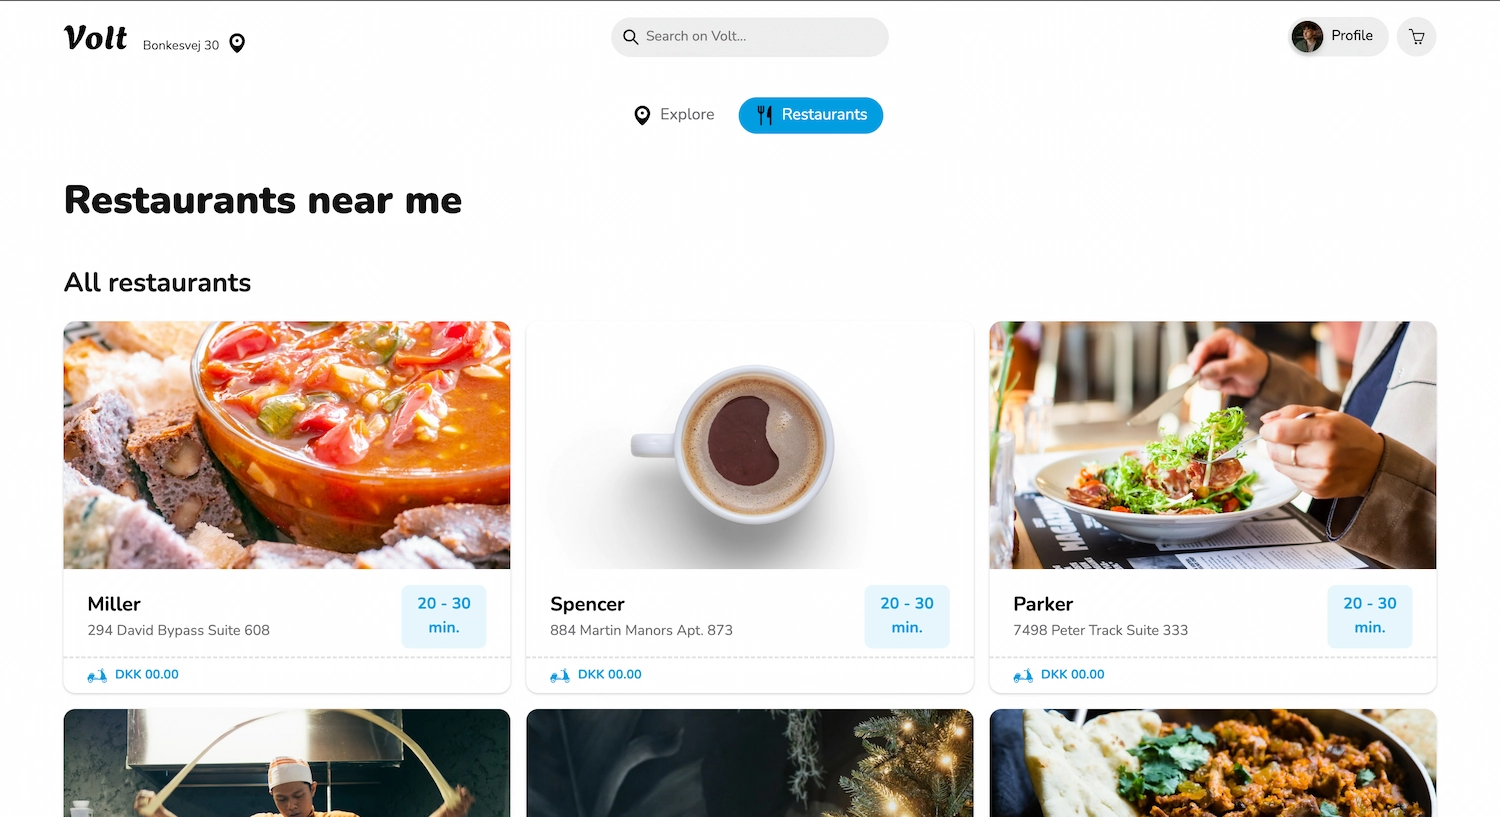 Volt
Bonkesvej 30
Search on Volt...
Profile
Explore
Restaurants
Restaurants near me
All restaurants
Miller
294 David Bypass Suite 608
20 - 30
min.
DKK 00.00
Spencer
884 Martin Manors Apt. 873
20 - 30
min.
DKK 00.00
Parker
7498 Peter Track Suite 333
20 - 30
min.
DKK 00.00